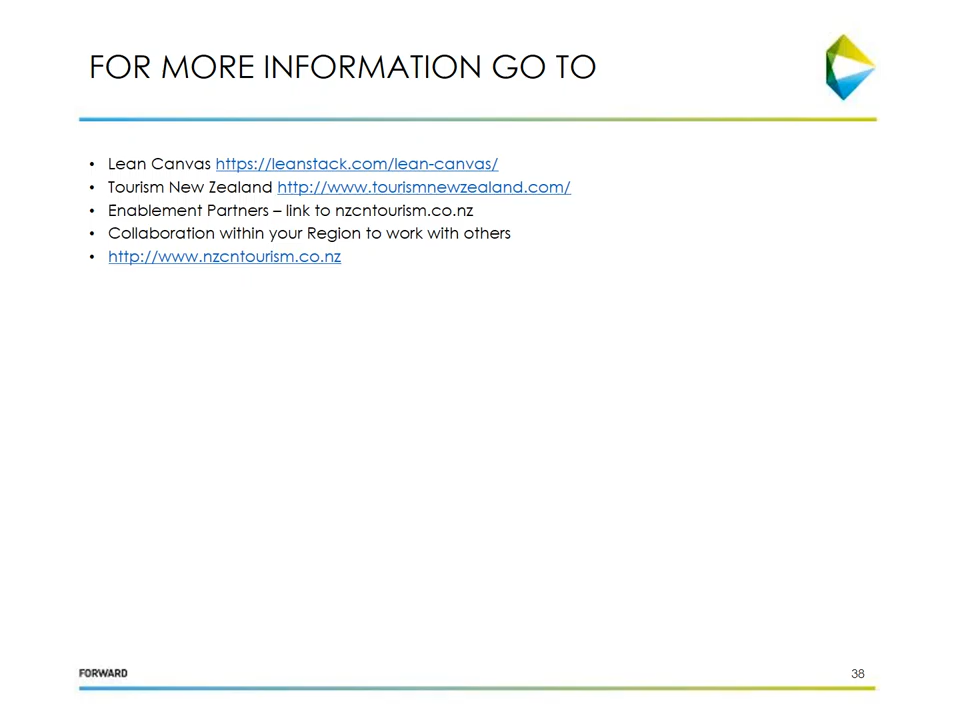 FOR MORE INFORMATION GO TO
• Lean Canvas https://leanstack.com/lean-canvas/
• Tourism New Zealand http://www.tourismnewzealand.com/
• Enablement Partners – link to nzcntourism.co.nz
• Collaboration within your Region to work with others
• http://www.nzcntourism.co.nz
FORWARD
38